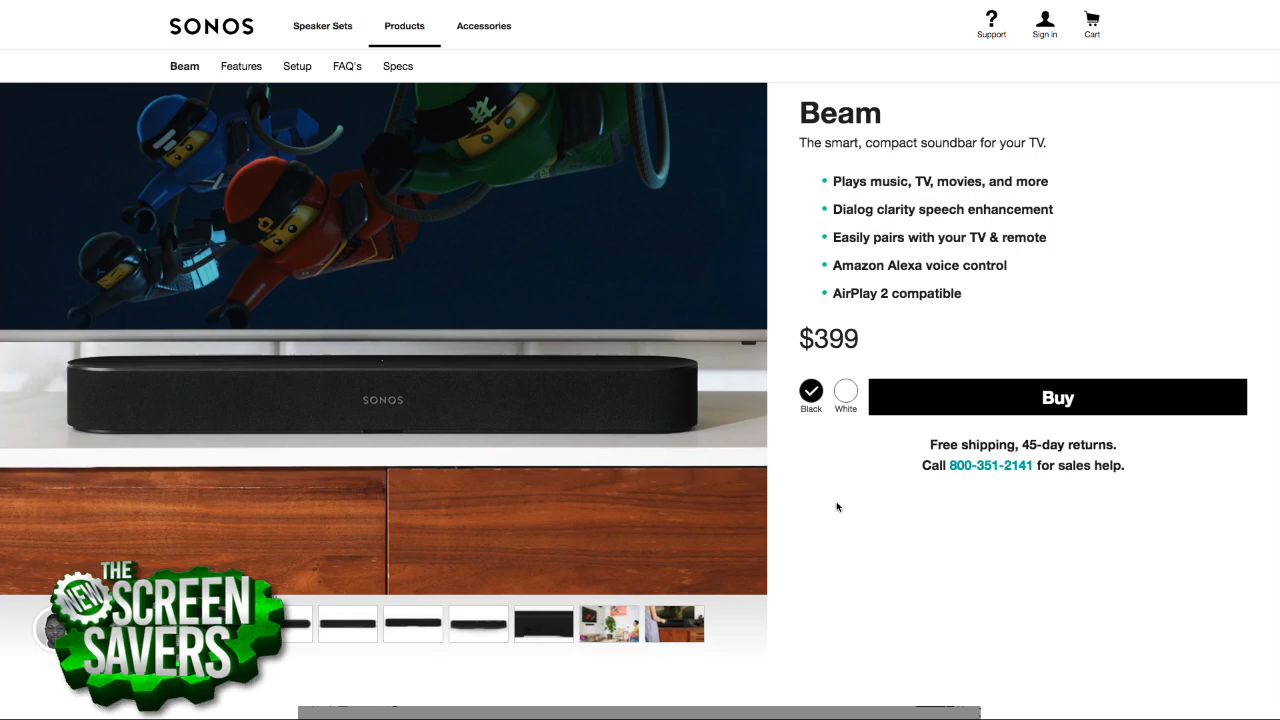 SONOS
Speaker Sets
Products
Accessories
Support
Sign in
Cart
Beam
Features
Setup
FAQ's
Specs
Beam
The smart, compact soundbar for your TV.
Plays music, TV, movies, and more
Dialog clarity speech enhancement
Easily pairs with your TV & remote
Amazon Alexa voice control
AirPlay 2 compatible
$399
Black
White
Buy
Free shipping, 45-day returns.
Call 800-351-2141 for sales help.
SONOS
THE
NEW
SCREEN
SAVERS